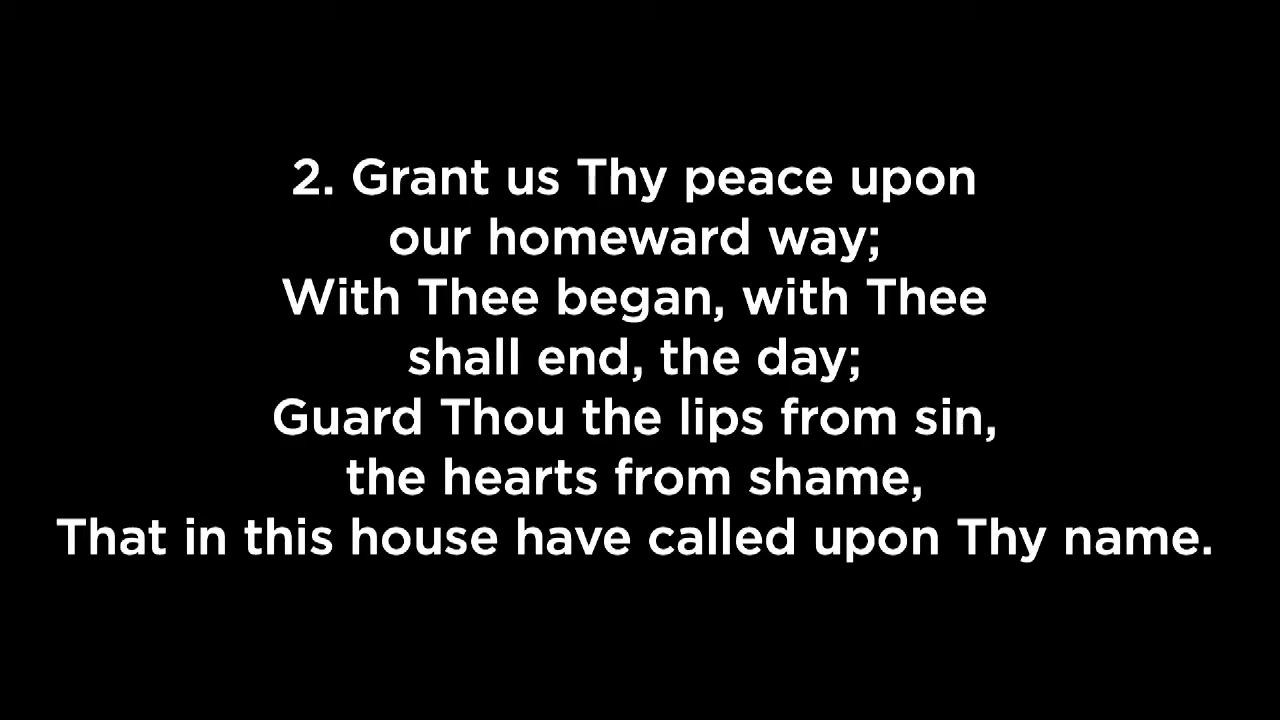 2. Grant us Thy peace upon
our homeward way;
With Thee began, with Thee
shall end, the day;
Guard Thou the lips from sin,
the hearts from shame,
That in this house have called upon Thy name.